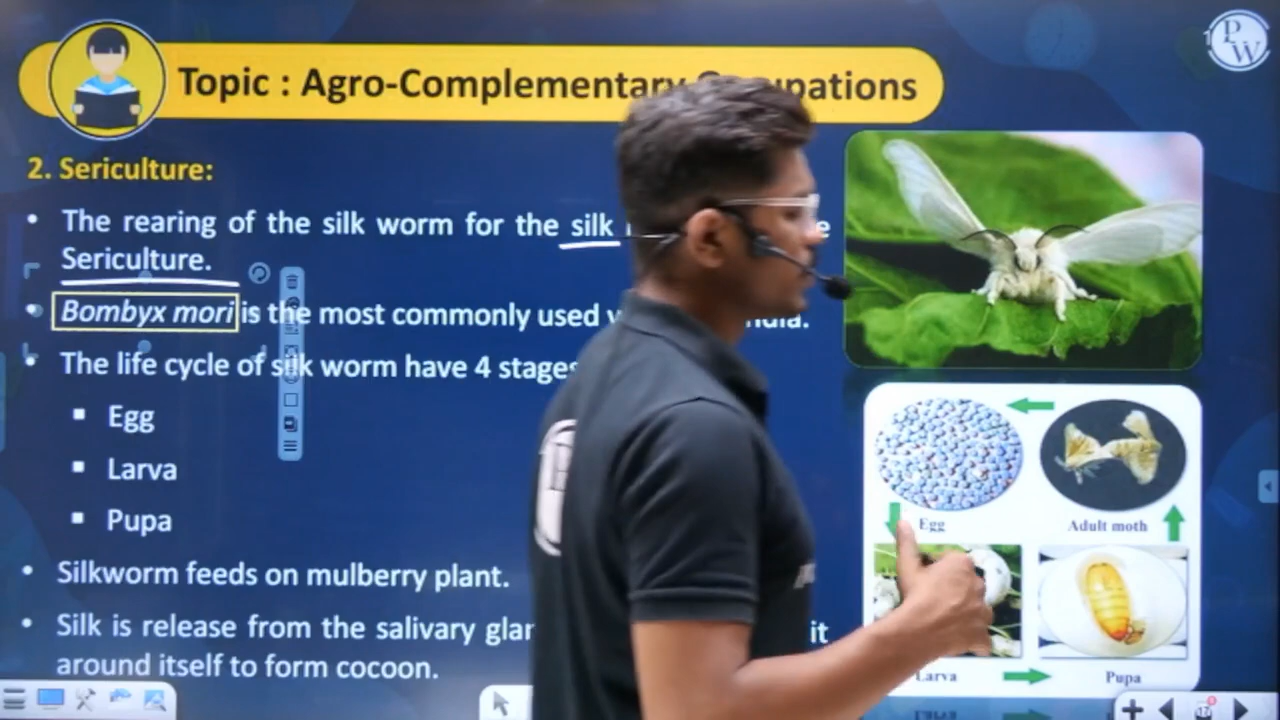 Topic : Agro-Complementary
2. Sericulture:
• The rearing of the silk worm for the silk
Sericulture.
• Bombyx mori is the most commonly used
• The life cycle of silk worm have 4 stages
▪ Egg
▪ Larva
▪ Pupa
• Silkworm feeds on mulberry plant.
• Silk is release from the salivary it
around itself to form cocoon.
PW
Egg
Adult moth
Larva
Pupa